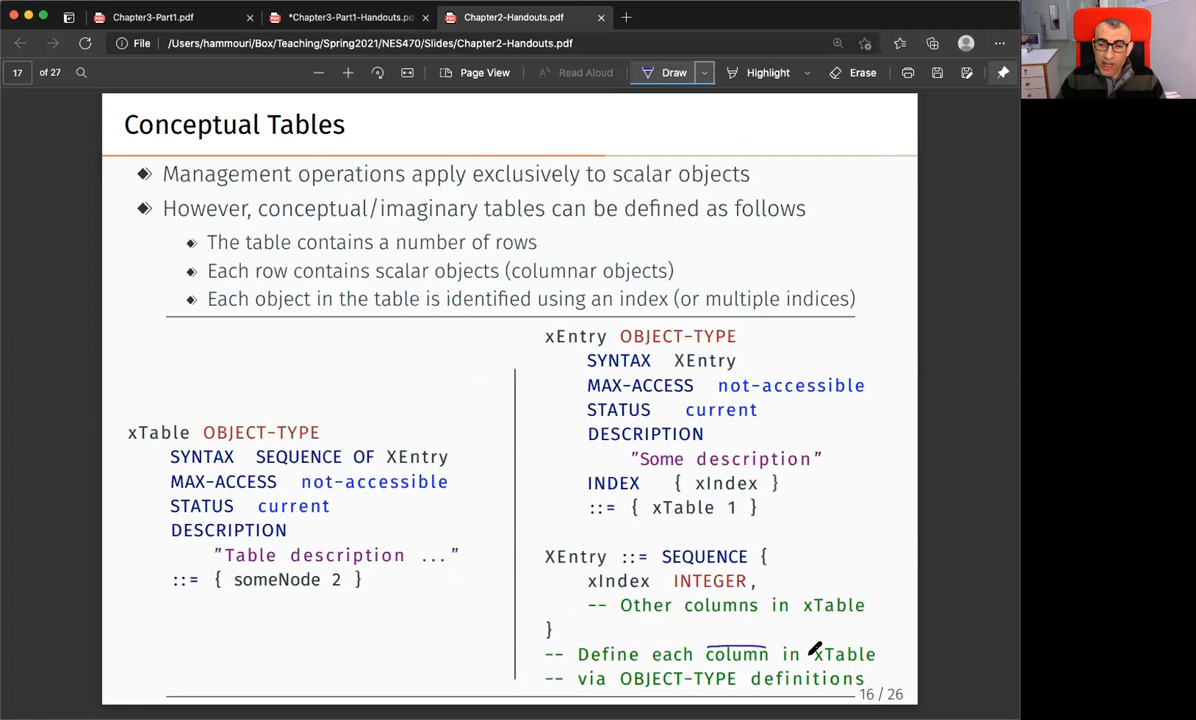 Chapter3-Part1.pdf
*Chapter3-Part1-Handouts.pd
Chapter2-Handouts.pdf
File /Users/hammouri/Box/Teaching/Spring2021/NES470/Slides/Chapter2-Handouts.pdf
17 of 27 Page View Read Aloud Draw Highlight Erase
Conceptual Tables
Management operations apply exclusively to scalar objects
However, conceptual/imaginary tables can be defined as follows
The table contains a number of rows
Each row contains scalar objects (columnar objects)
Each object in the table is identified using an index (or multiple indices)
xTable OBJECT-TYPE
SYNTAX SEQUENCE OF XEntry
MAX-ACCESS not-accessible
STATUS current
DESCRIPTION
"Table description ..."
::= { someNode 2 }
xEntry OBJECT-TYPE
SYNTAX XEntry
MAX-ACCESS not-accessible
STATUS current
DESCRIPTION
"Some description"
INDEX { xIndex }
::= { xTable 1 }
XEntry ::= SEQUENCE {
xIndex INTEGER,
-- Other columns in xTable
}
-- Define each column in xTable
-- via OBJECT-TYPE definitions
16 / 26